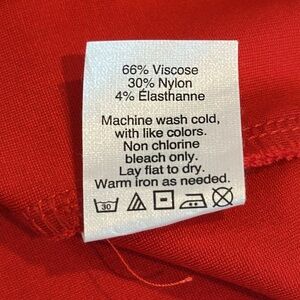 66% Viscose
30% Nylon
4% Élasthanne
Machine wash cold,
with like colors.
Non chlorine
bleach only.
Lay flat to dry.
Warm iron as needed.
30